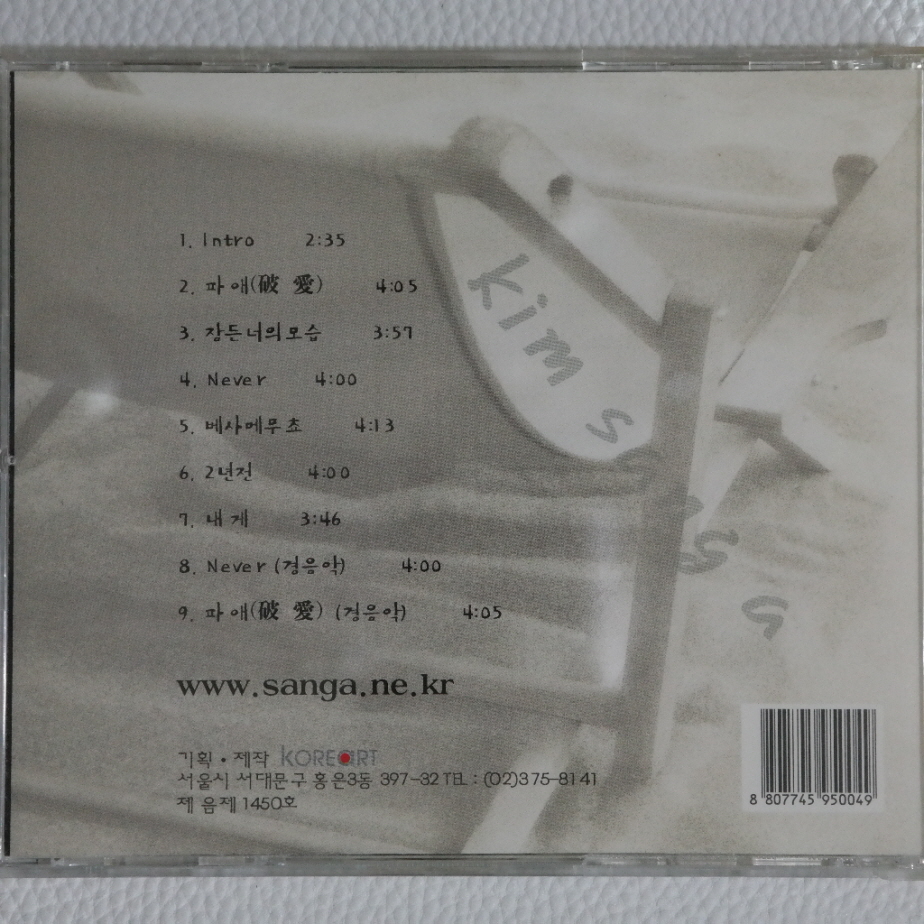 1. Intro 2:35
2. 파애(破 愛) 4:05
3. 잠든너의모습 3:57
4. Never 4:00
5. 베사메무쵸 4:13
6. 2년전 4:00
7. 내게 3:46
8. Never (경음악) 4:00
9. 파애(破 愛) (경음악) 4:05
kim s
s s
www.sanga.ne.kr
기획•제작 KOREART
서울시 서대문구 홍은3동 397-32 TEL : (02)375-8141
제 음제 1450호
8 807745 950049